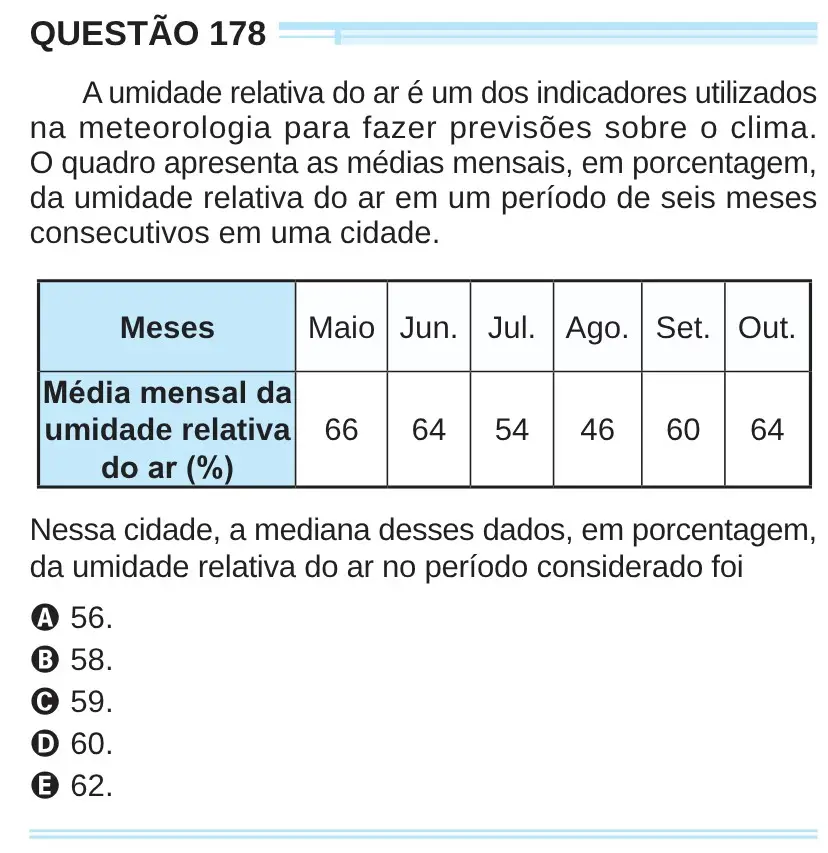 QUESTÃO 178
A umidade relativa do ar é um dos indicadores utilizados
na meteorologia para fazer previsões sobre o clima.
O quadro apresenta as médias mensais, em porcentagem,
da umidade relativa do ar em um período de seis meses
consecutivos em uma cidade.
Meses Maio Jun. Jul. Ago. Set. Out.
Média mensal da
umidade relativa 66 64 54 46 60 64
do ar (%)
Nessa cidade, a mediana desses dados, em porcentagem,
da umidade relativa do ar no período considerado foi
A 56.
B 58.
C 59.
D 60.
E 62.